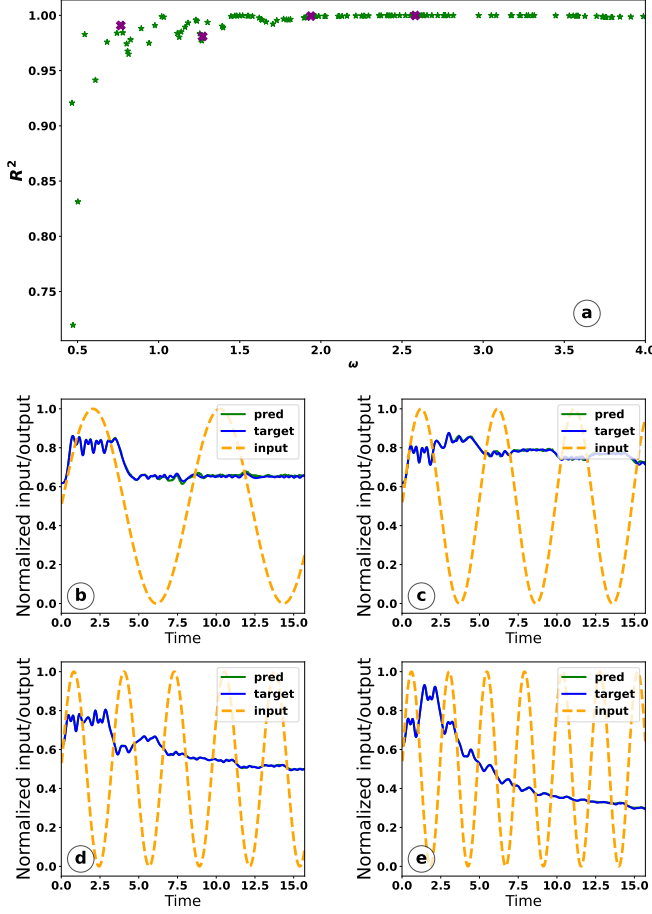 1.00
0.95
0.90
0.85
0.80
0.75
R²
0.5 1.0 1.5 2.0 2.5 3.0 3.5 4.0
ω
a
1.0
0.8
0.6
0.4
0.2
0.0
Normalized input/output
pred
target
input
b
0.0 2.5 5.0 7.5 10.0 12.5 15.0
Time
1.0
0.8
0.6
0.4
0.2
0.0
Normalized input/output
pred
target
input
c
0.0 2.5 5.0 7.5 10.0 12.5 15.0
Time
1.0
0.8
0.6
0.4
0.2
0.0
Normalized input/output
pred
target
input
d
0.0 2.5 5.0 7.5 10.0 12.5 15.0
Time
1.0
0.8
0.6
0.4
0.2
0.0
Normalized input/output
pred
target
input
e
0.0 2.5 5.0 7.5 10.0 12.5 15.0
Time